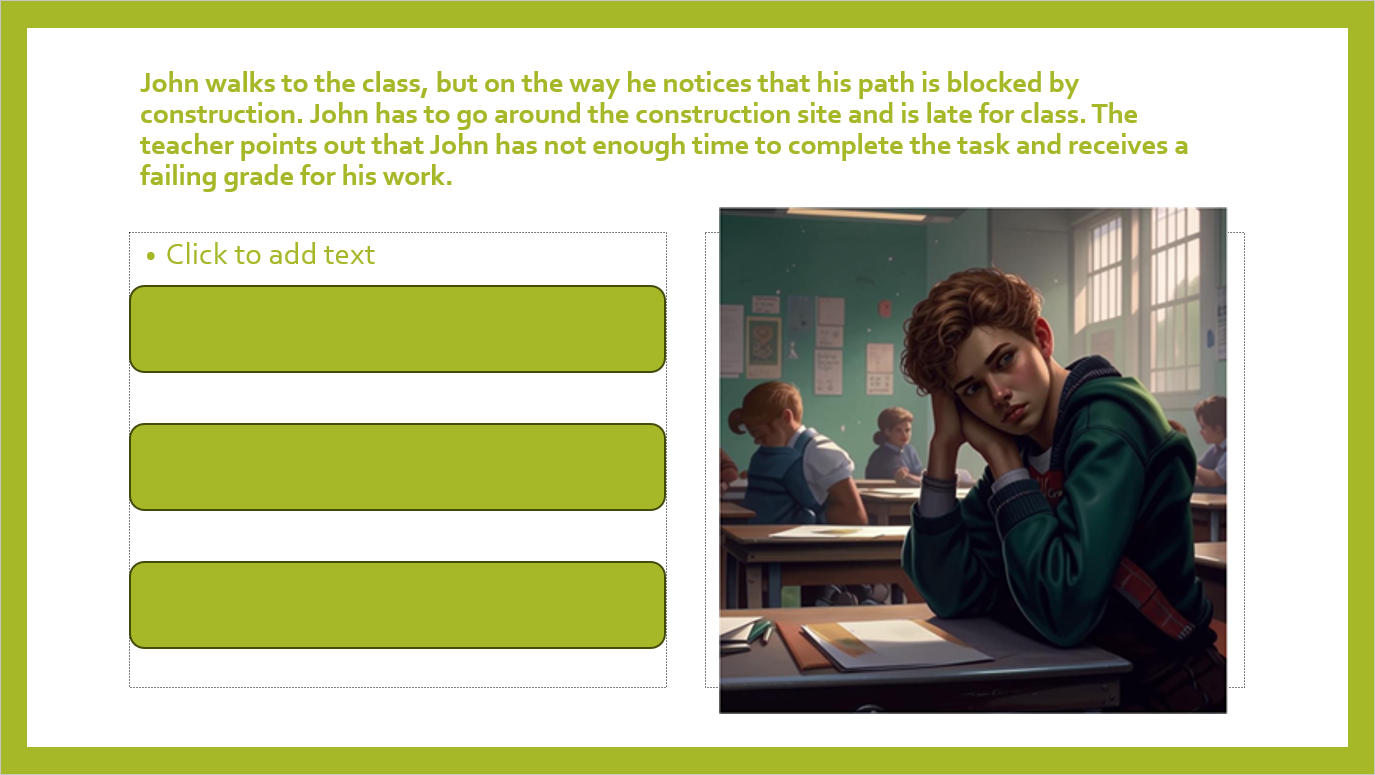 John walks to the class, but on the way he notices that his path is blocked by
construction. John has to go around the construction site and is late for class. The
teacher points out that John has not enough time to complete the task and receives a
failing grade for his work.
• Click to add text